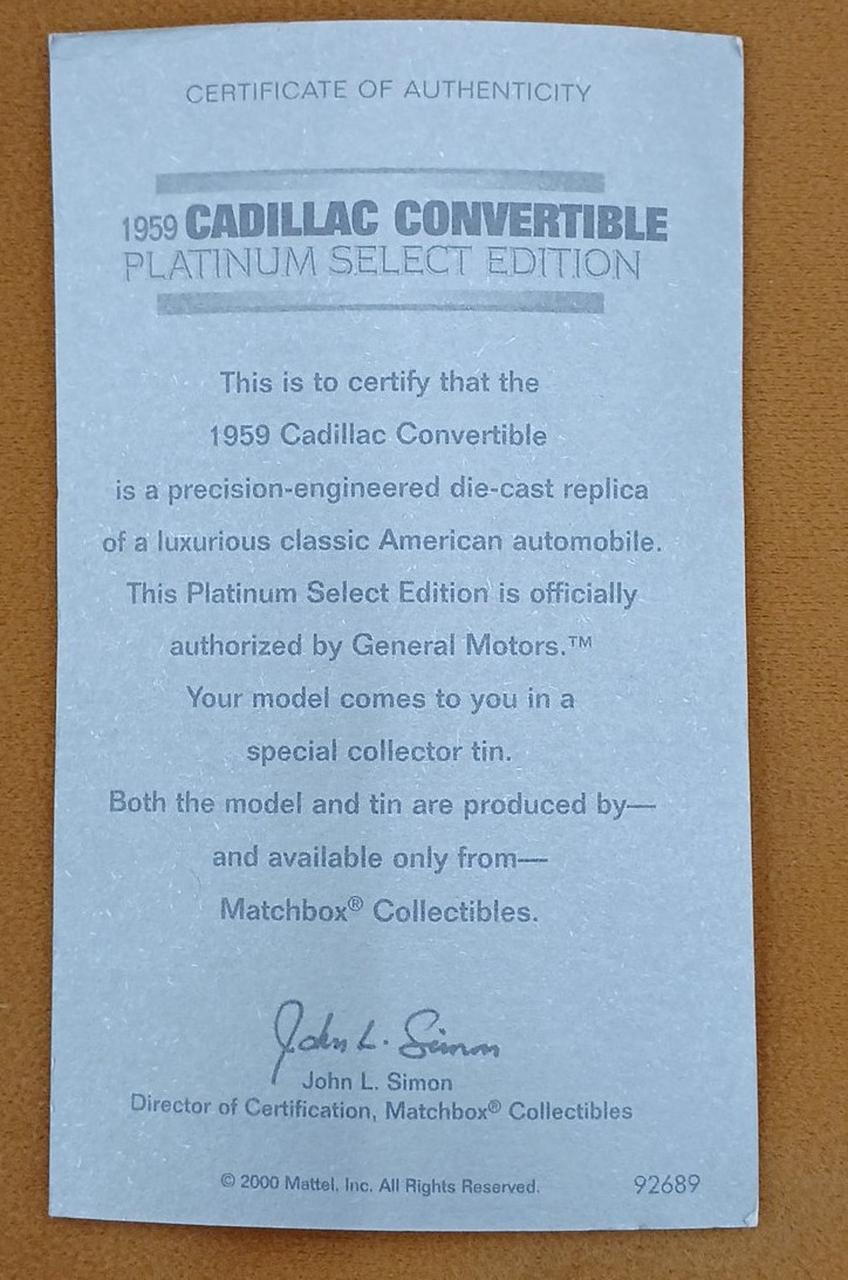 CERTIFICATE OF AUTHENTICITY
1959 CADILLAC CONVERTIBLE
PLATINUM SELECT EDITION
This is to certify that the
1959 Cadillac Convertible
is a precision-engineered die-cast replica
of a luxurious classic American automobile.
This Platinum Select Edition is officially
authorized by General Motors.™
Your model comes to you in a
special collector tin.
Both the model and tin are produced by—
and available only from—
Matchbox® Collectibles.
John L. Simon
John L. Simon
Director of Certification, Matchbox® Collectibles
© 2000 Mattel, Inc. All Rights Reserved.
92689